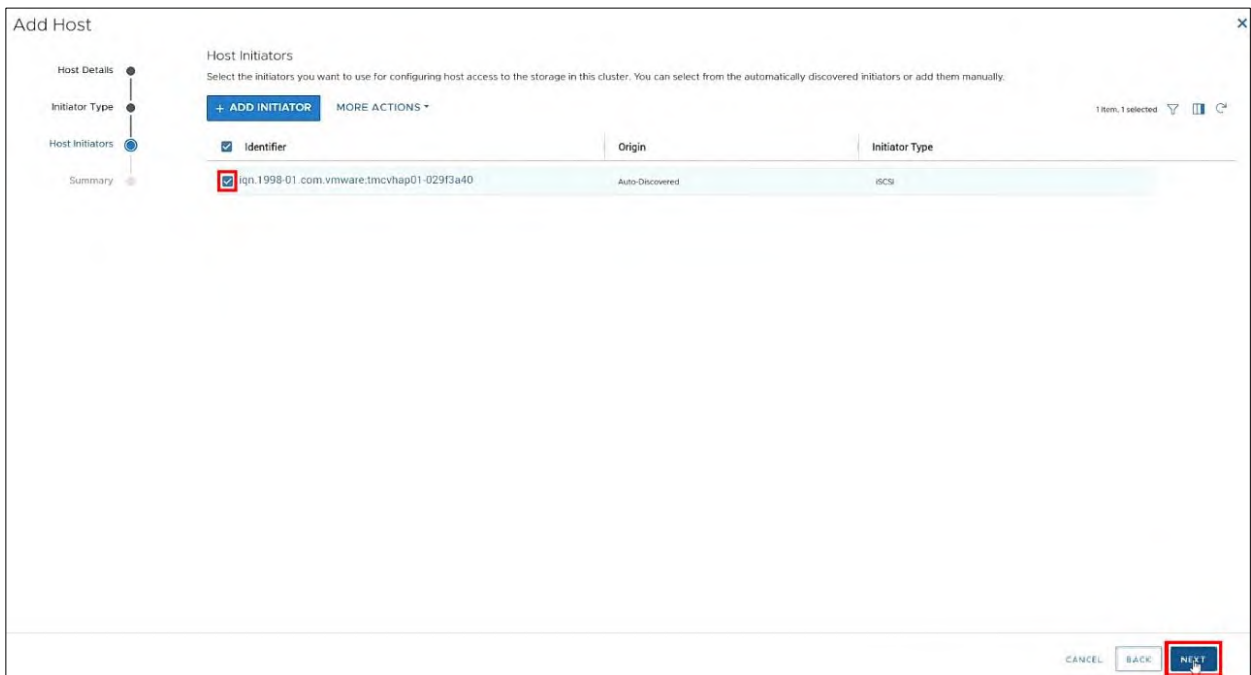 Add Host
Host Details
Initiator Type
Host Initiators
Summary
Host Initiators
Select the initiators you want to use for configuring host access to the storage in this cluster. You can select from the automatically discovered initiators or add them manually.
+ ADD INITIATOR MORE ACTIONS
1 item, 1 selected
Identifier Origin Initiator Type
iqn.1998-01.com.vmware.tmcvhap01-029f3a40 Auto-Discovered iSCSI
CANCEL BACK NEXT